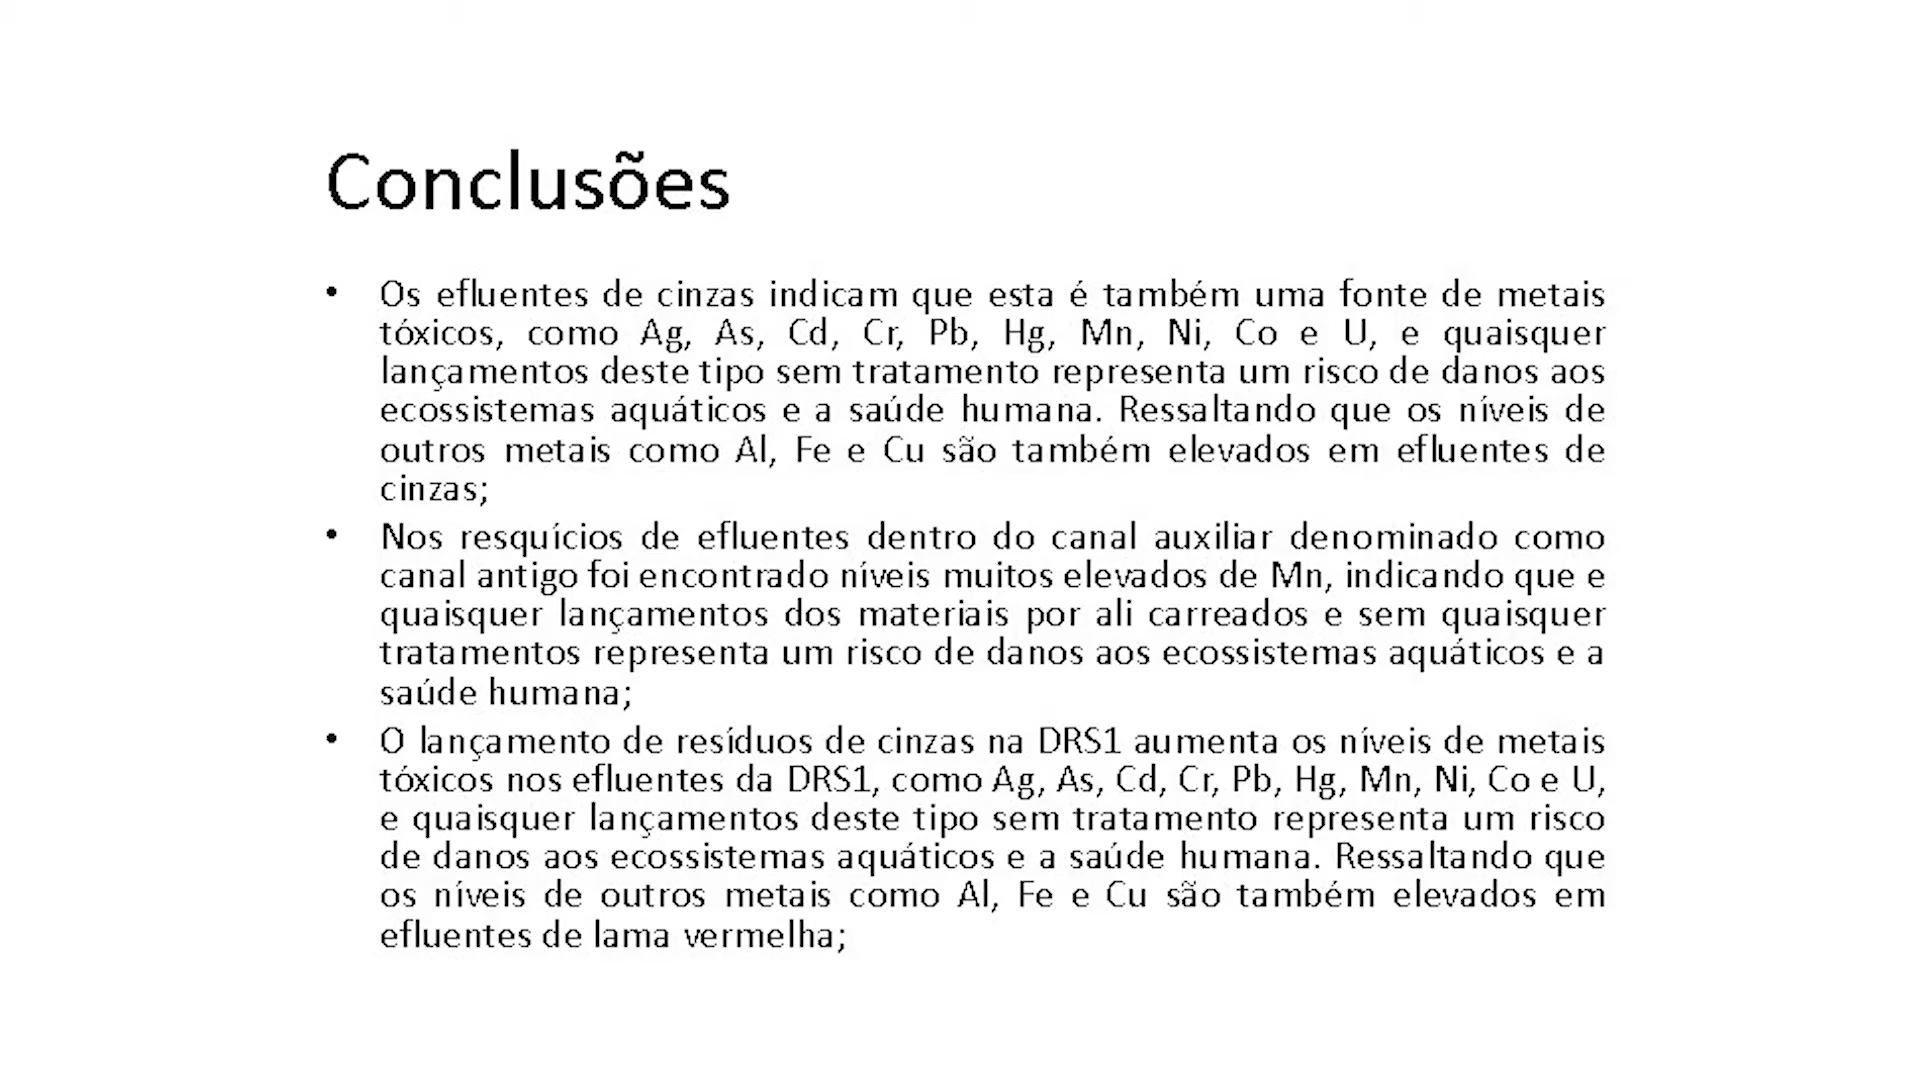 Conclusões
• Os efluentes de cinzas indicam que esta é também uma fonte de metais
tóxicos, como Ag, As, Cd, Cr, Pb, Hg, Mn, Ni, Co e U, e quaisquer
lançamentos deste tipo sem tratamento representa um risco de danos aos
ecossistemas aquáticos e a saúde humana. Ressaltando que os níveis de
outros metais como Al, Fe e Cu são também elevados em efluentes de
cinzas;
• Nos resquícios de efluentes dentro do canal auxiliar denominado como
canal antigo foi encontrado níveis muitos elevados de Mn, indicando que e
quaisquer lançamentos dos materiais por ali carreados e sem quaisquer
tratamentos representa um risco de danos aos ecossistemas aquáticos e a
saúde humana;
• O lançamento de resíduos de cinzas na DRS1 aumenta os níveis de metais
tóxicos nos efluentes da DRS1, como Ag, As, Cd, Cr, Pb, Hg, Mn, Ni, Co e U,
e quaisquer lançamentos deste tipo sem tratamento representa um risco
de danos aos ecossistemas aquáticos e a saúde humana. Ressaltando que
os níveis de outros metais como Al, Fe e Cu são também elevados em
efluentes de lama vermelha;